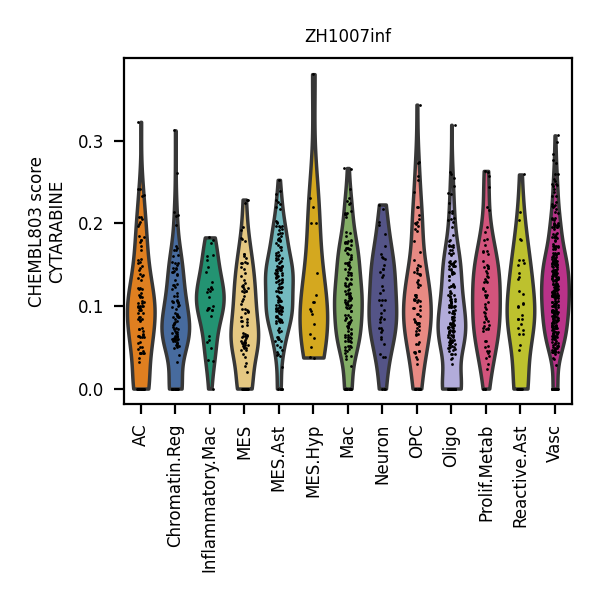 ZH1007inf
CHEMBL803 score
CYTARABINE
0.3
0.2
0.1
0.0
AC
Chromatin.Reg
Inflammatory.Mac
MES
MES.Ast
MES.Hyp
Mac
Neuron
OPC
Oligo
Prolif.Metab
Reactive.Ast
Vasc